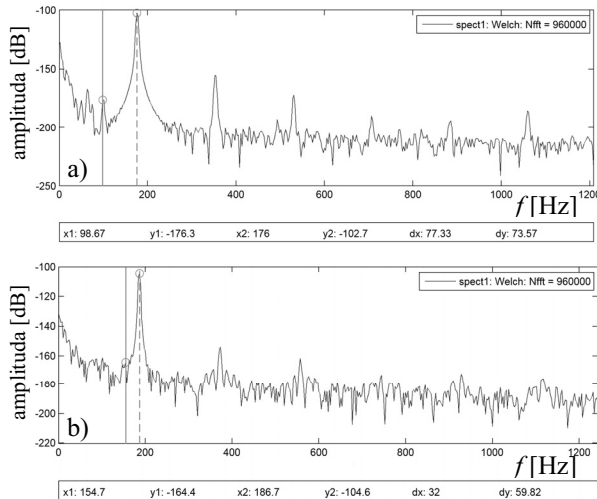 -100
spect1: Welch: Nfft = 960000
-150
-200
-250
amplituda [dB]
a)
0 200 400 600 800 1000 1200
f [Hz]
x1: 98.67 y1: -176.3 x2: 176 y2: -102.7 dx: 77.33 dy: 73.57
-100
spect1: Welch: Nfft = 960000
-120
-140
-160
-180
-200
-220
amplituda [dB]
b)
0 200 400 600 800 1000 1200
f [Hz]
x1: 154.7 y1: -164.4 x2: 186.7 y2: -104.6 dx: 32 dy: 59.82